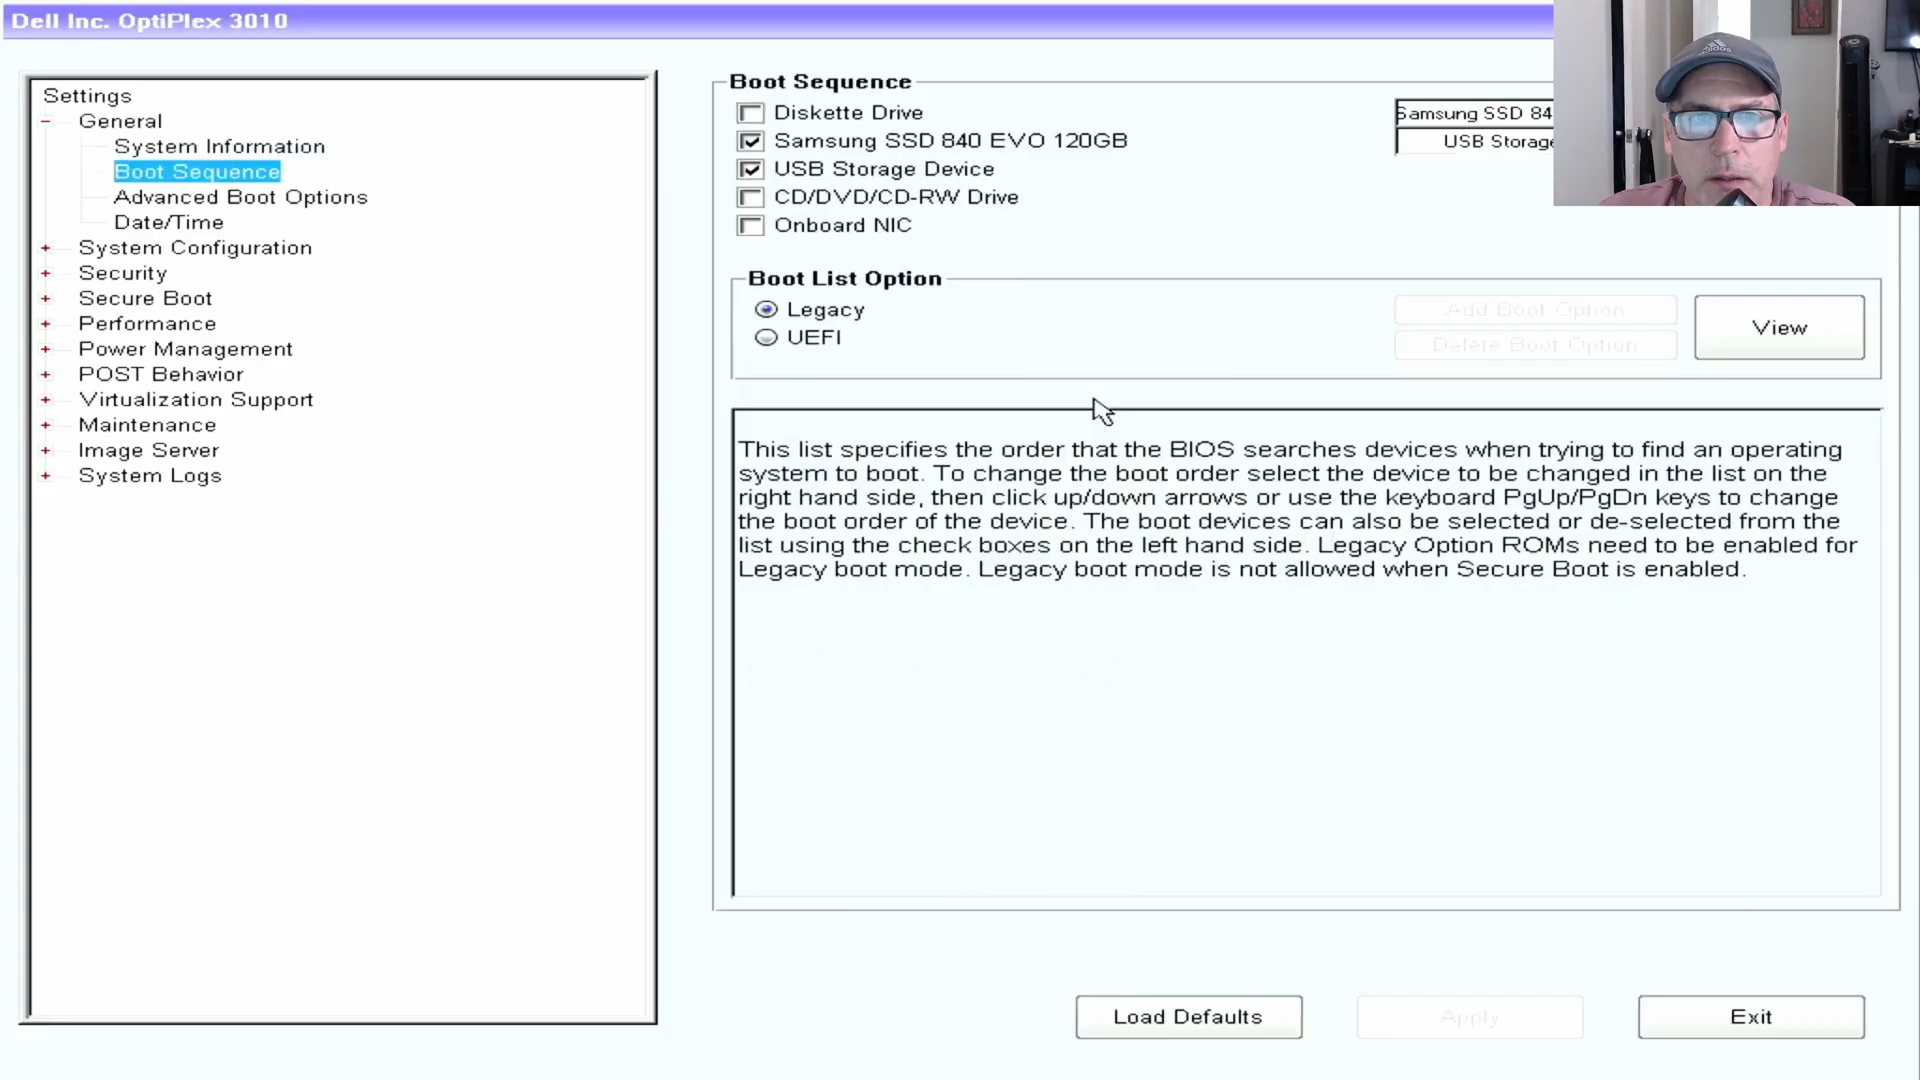 Dell Inc. OptiPlex 3010
Settings
General
System Information
Boot Sequence
Advanced Boot Options
Date/Time
System Configuration
Security
Secure Boot
Performance
Power Management
POST Behavior
Virtualization Support
Maintenance
Image Server
System Logs
Boot Sequence
Diskette Drive
Samsung SSD 840 EVO 120GB
USB Storage Device
CD/DVD/CD-RW Drive
Onboard NIC
Samsung SSD 84
USB Storage
Boot List Option
Legacy
UEFI
Add Boot Option
Delete Boot Option
View
This list specifies the order that the BIOS searches devices when trying to find an operating
system to boot. To change the boot order select the device to be changed in the list on the
right hand side, then click up/down arrows or use the keyboard PgUp/PgDn keys to change
the boot order of the device. The boot devices can also be selected or de-selected from the
list using the check boxes on the left hand side. Legacy Option ROMs need to be enabled for
Legacy boot mode. Legacy boot mode is not allowed when Secure Boot is enabled.
Load Defaults
Apply
Exit
adidas